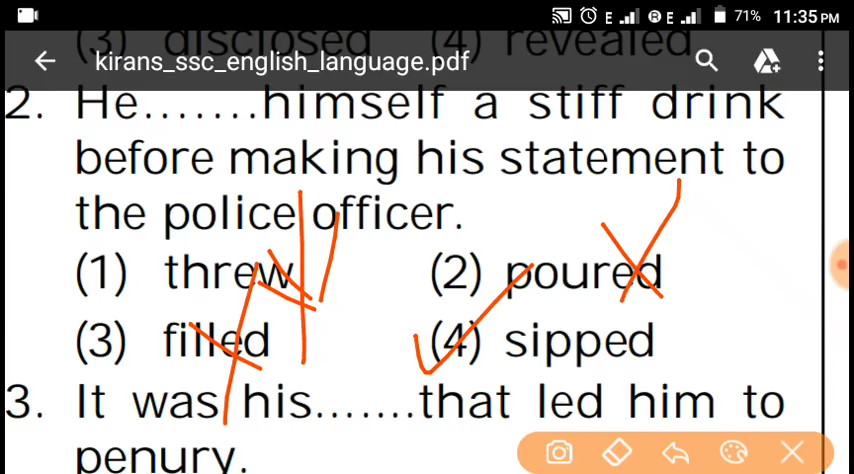 71% 11:35 PM
(3) disclosed (4) revealed
kirans_ssc_english_language.pdf
2. He.......himself a stiff drink
before making his statement to
the police officer.
(1) threw (2) poured
(3) filled (4) sipped
3. It was his.......that led him to
penury.